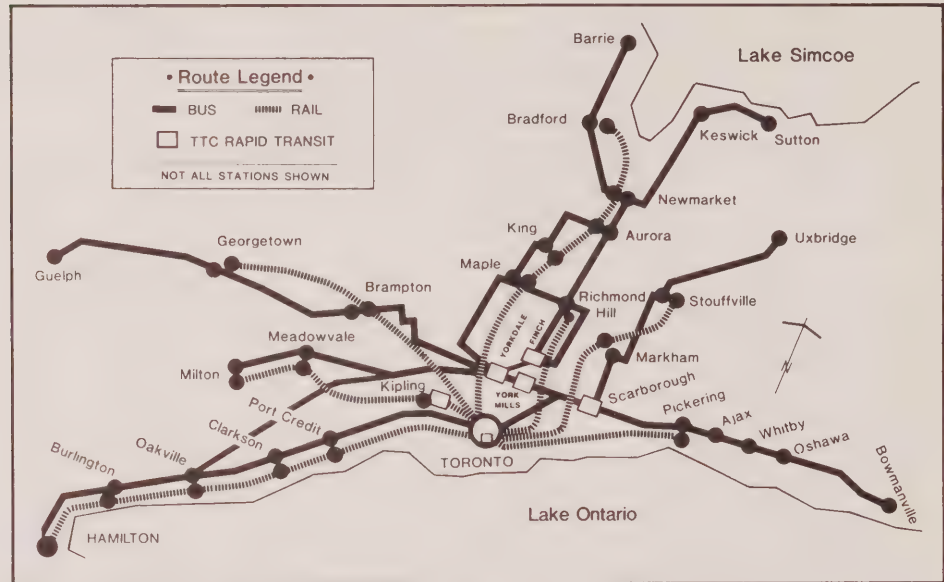 • Route Legend •
BUS
RAIL
TTC RAPID TRANSIT
NOT ALL STATIONS SHOWN
Barrie
Lake Simcoe
Bradford
Keswick
Sutton
Newmarket
King
Aurora
Uxbridge
Georgetown
Guelph
Maple
Brampton
Richmond
Hill
Stouffville
YORKDALE
FINCH
Meadowvale
Markham
Milton
Kipling
YORK
MILLS
Scarborough
Pickering
Port Credit
Ajax
Clarkson
Whitby
Oakville
Oshawa
Burlington
TORONTO
Bowmanville
Lake Ontario
HAMILTON
N